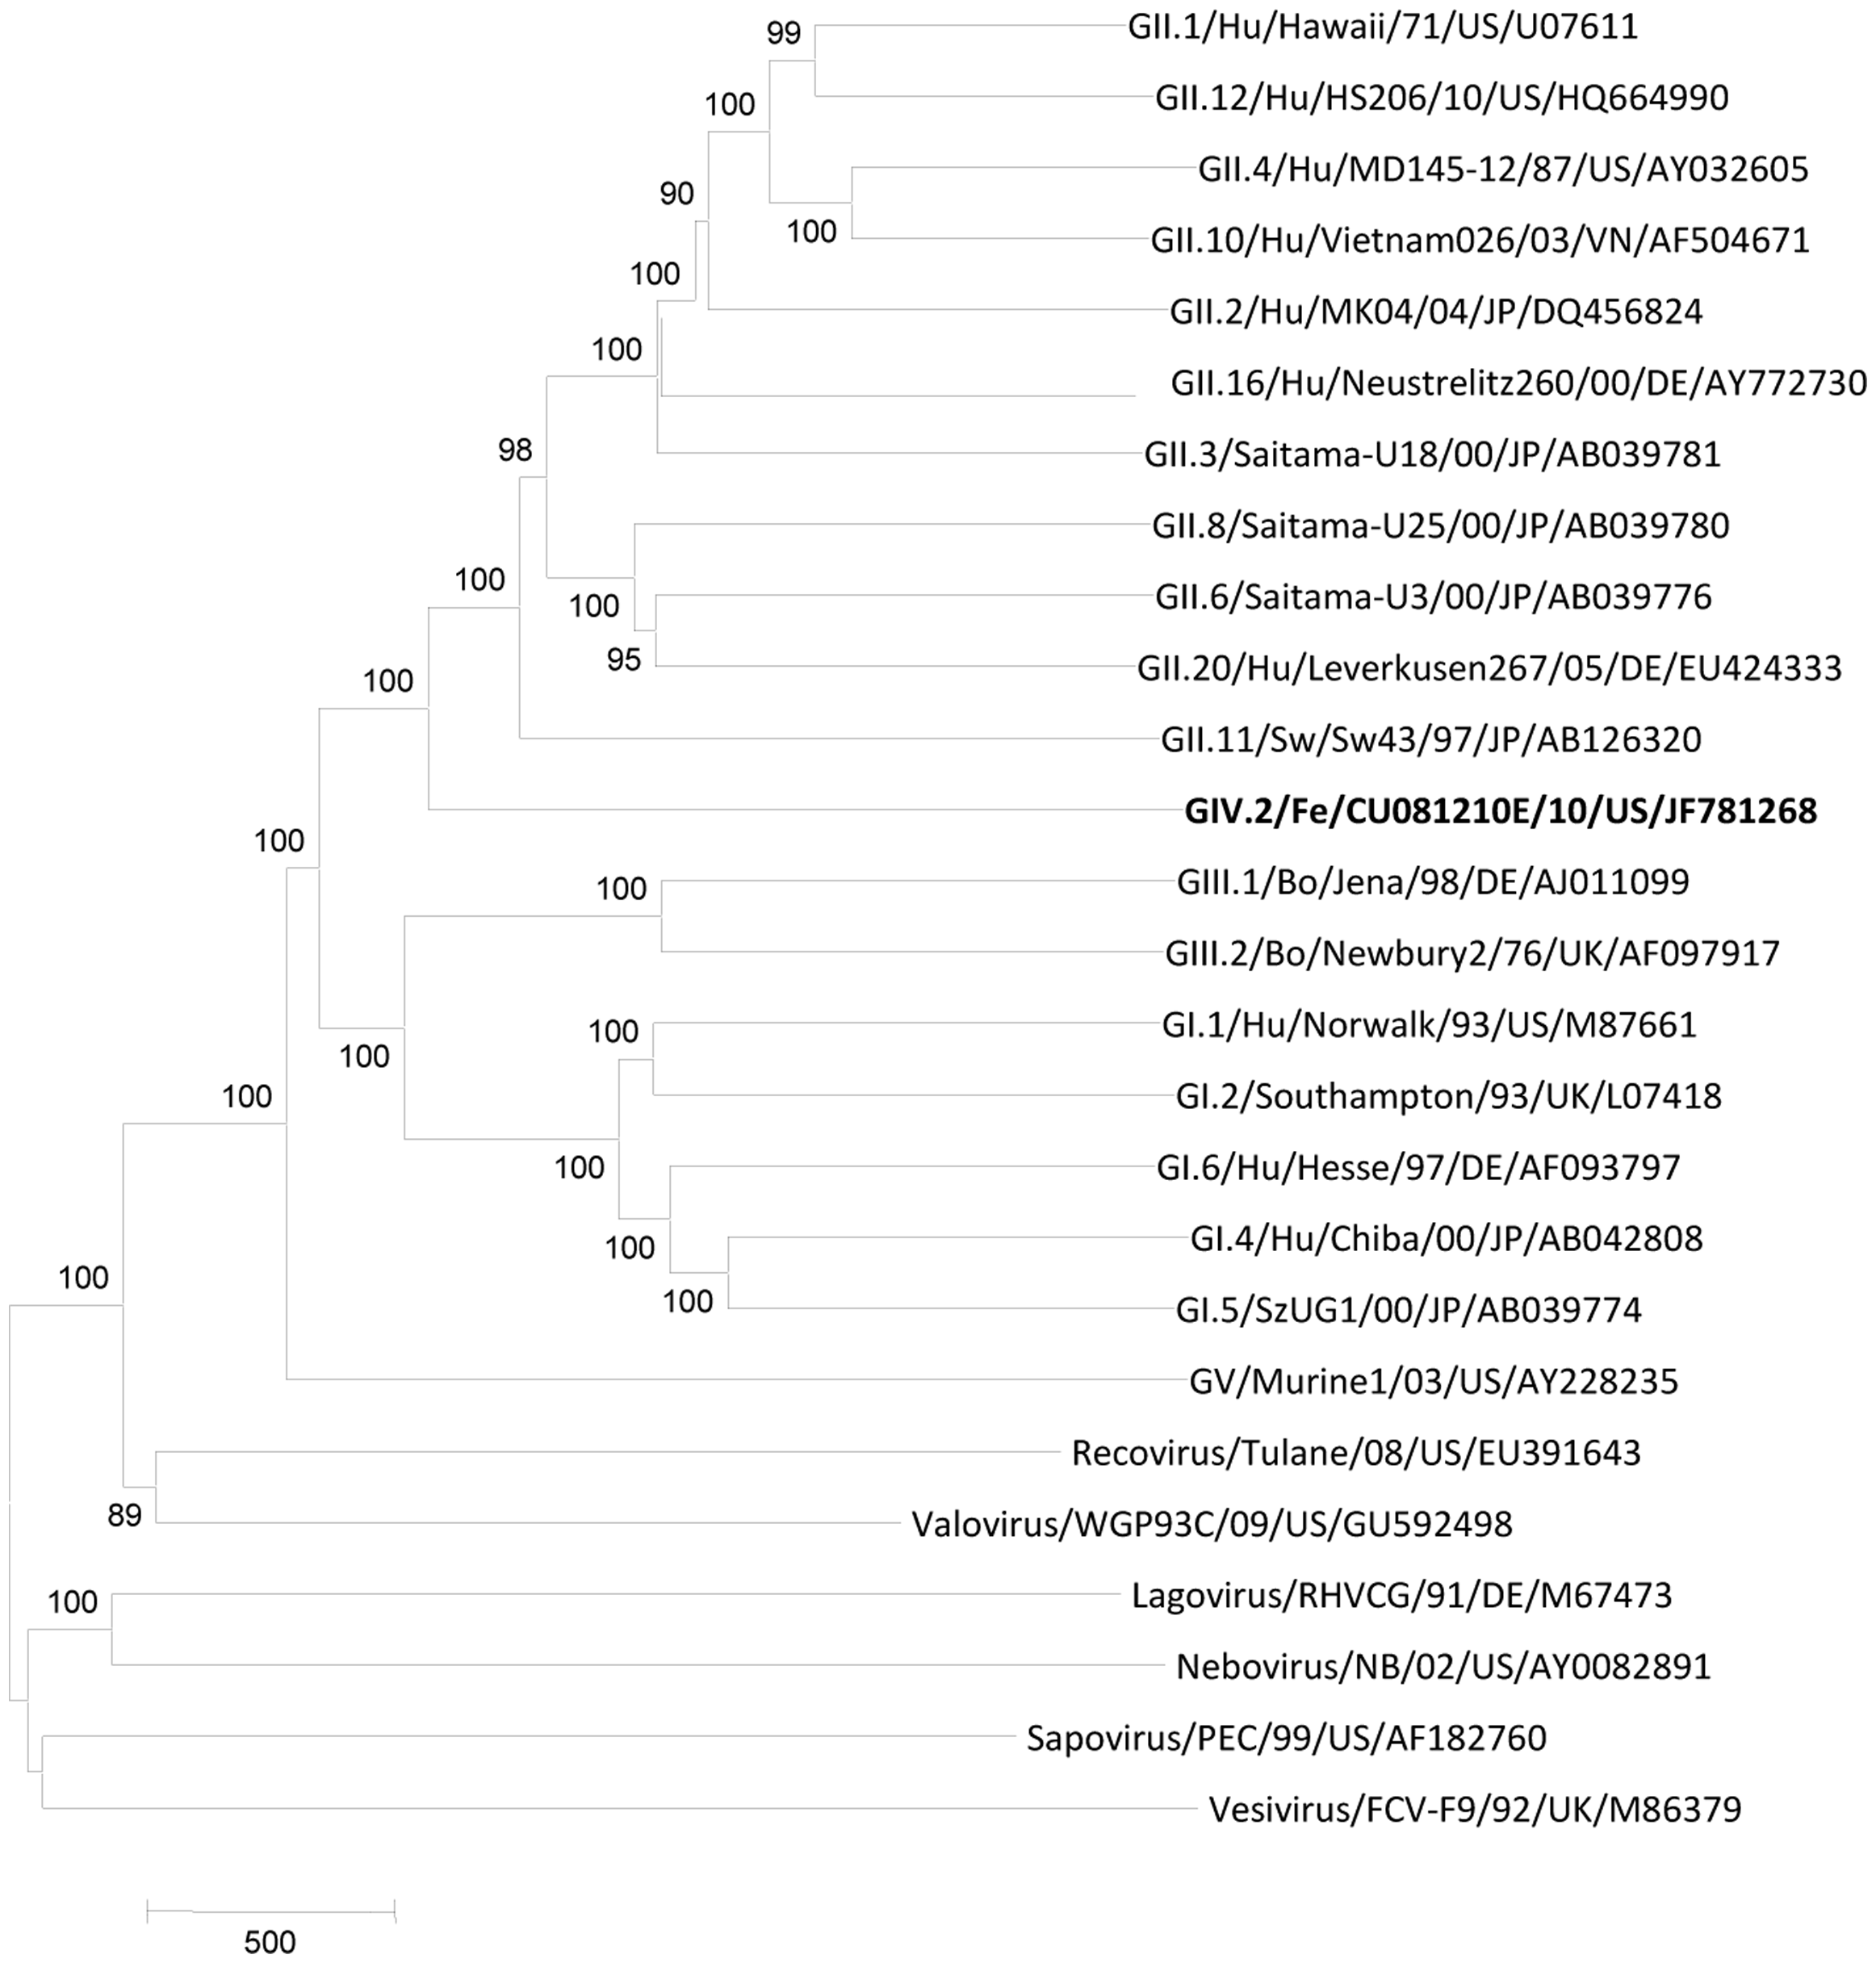 99
GII.1/Hu/Hawaii/71/US/U07611
GII.12/Hu/HS206/10/US/HQ664990
100
GII.4/Hu/MD145-12/87/US/AY032605
90
100
GII.10/Hu/Vietnam026/03/VN/AF504671
100
GII.2/Hu/MK04/04/JP/DQ456824
100
GII.16/Hu/Neustrelitz260/00/DE/AY772730
98
GII.3/Saitama-U18/00/JP/AB039781
GII.8/Saitama-U25/00/JP/AB039780
100
100
GII.6/Saitama-U3/00/JP/AB039776
95
GII.20/Hu/Leverkusen267/05/DE/EU424333
100
GII.11/Sw/Sw43/97/JP/AB126320
GIV.2/Fe/CU081210E/10/US/JF781268
100
100
GIII.1/Bo/Jena/98/DE/AJ011099
GIII.2/Bo/Newbury2/76/UK/AF097917
100
GI.1/Hu/Norwalk/93/US/M87661
100
100
GI.2/Southampton/93/UK/L07418
100
GI.6/Hu/Hesse/97/DE/AF093797
100
GI.4/Hu/Chiba/00/JP/AB042808
100
100
GI.5/SzUG1/00/JP/AB039774
GV/Murine1/03/US/AY228235
Recovirus/Tulane/08/US/EU391643
89
Valovirus/WGP93C/09/US/GU592498
100
Lagovirus/RHVCG/91/DE/M67473
Nebovirus/NB/02/US/AY0082891
Sapovirus/PEC/99/US/AF182760
Vesivirus/FCV-F9/92/UK/M86379
500